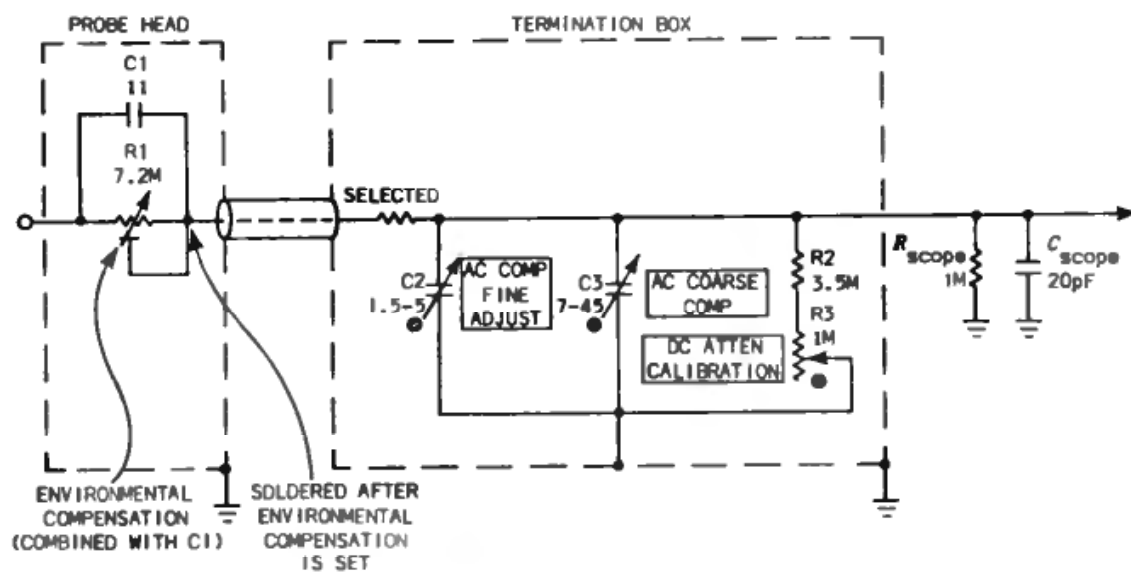 PROBE HEAD
TERMINATION BOX
C1
11
R1
7.2M
SELECTED
C2
1.5-5
AC COMP
FINE
ADJUST
C3
7-45
AC COARSE
COMP
R2
3.5M
R3
1M
DC ATTEN
CALIBRATION
Rscope
1M
Cscope
20pF
ENVIRONMENTAL
COMPENSATION
(COMBINED WITH C1)
SOLDERED AFTER
ENVIRONMENTAL
COMPENSATION
IS SET